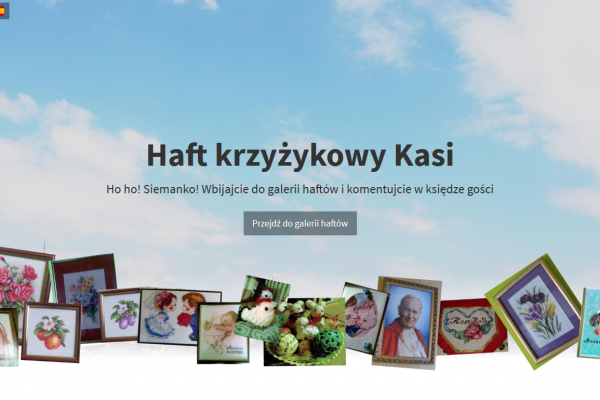 Haft krzyżykowy Kasi
Ho ho! Siemanko! Wbijajcie do galerii haftów i komentujcie w księdze gości
Przejdź do galerii haftów